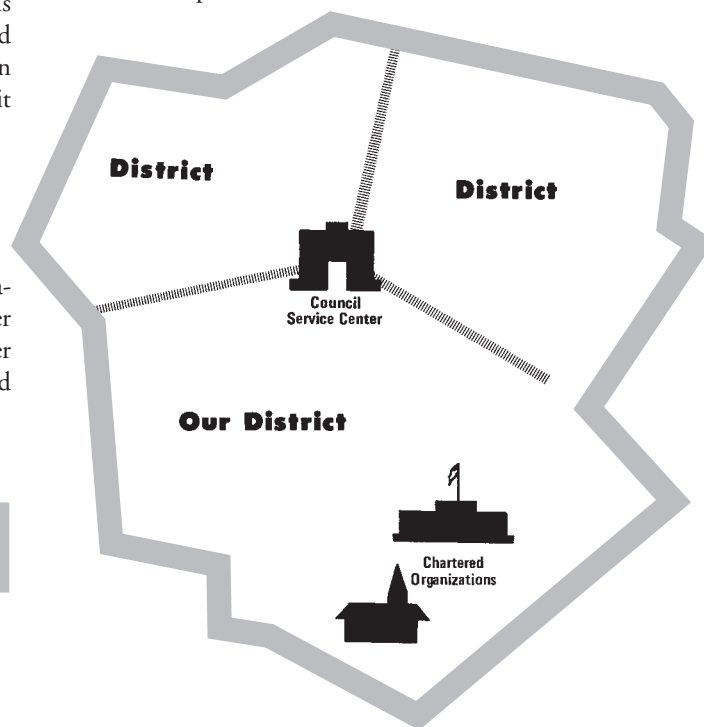 District
District
Council
Service Center
Our District
Chartered
Organizations